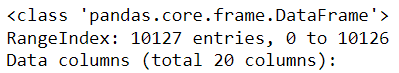 <class 'pandas.core.frame.DataFrame'>
RangeIndex: 10127 entries, 0 to 10126
Data columns (total 20 columns):